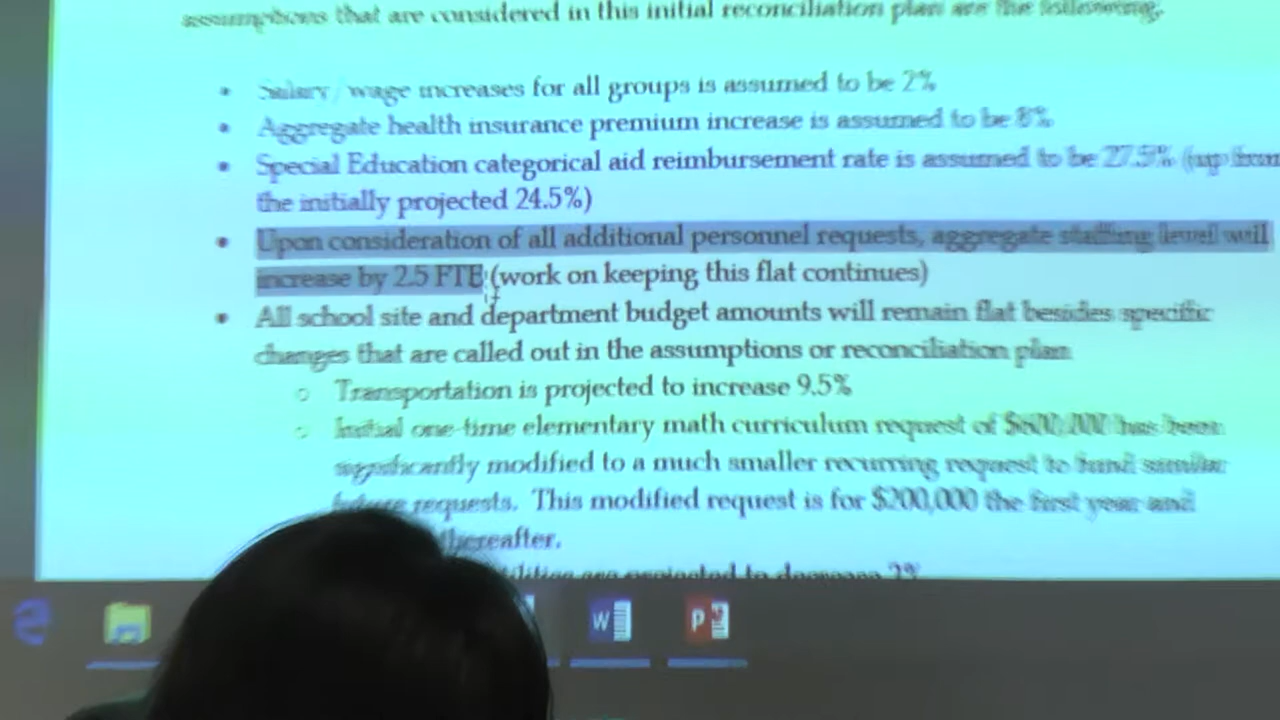 assumptions that are considered in this initial reconciliation plan are the following.
• Salary / wage increases for all groups is assumed to be 2%
• Aggregate health insurance premium increase is assumed to be 8%
• Special Education categorical aid reimbursement rate is assumed to be 27.5% (up from
the initially projected 24.5%)
• Upon consideration of all additional personnel requests, aggregate staffing level will
increase by 2.5 FTE (work on keeping this flat continues)
• All school site and department budget amounts will remain flat besides specific
changes that are called out in the assumptions or reconciliation plan
○ Transportation is projected to increase 9.5%
○ Initial one-time elementary math curriculum request of $600,000 has been
significantly modified to a much smaller recurring request to fund similar
future requests. This modified request is for $200,000 the first year and
thereafter.
are projected to decrease 2%
W
P